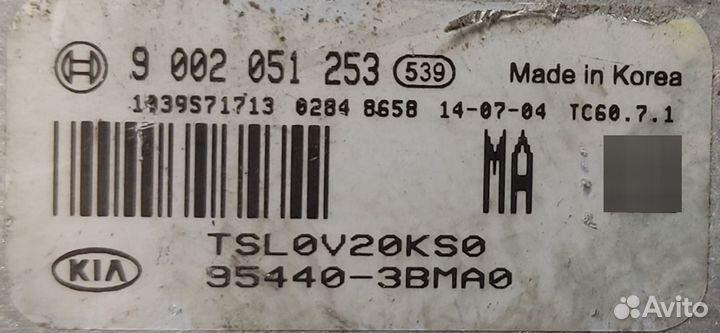 9 002 051 253 539 Made in Korea
1039S71713 0284 8658 14-07-04 TC60.7.1
MA
TSL0V20KS0
KIA 95440-3BMA0
Avito